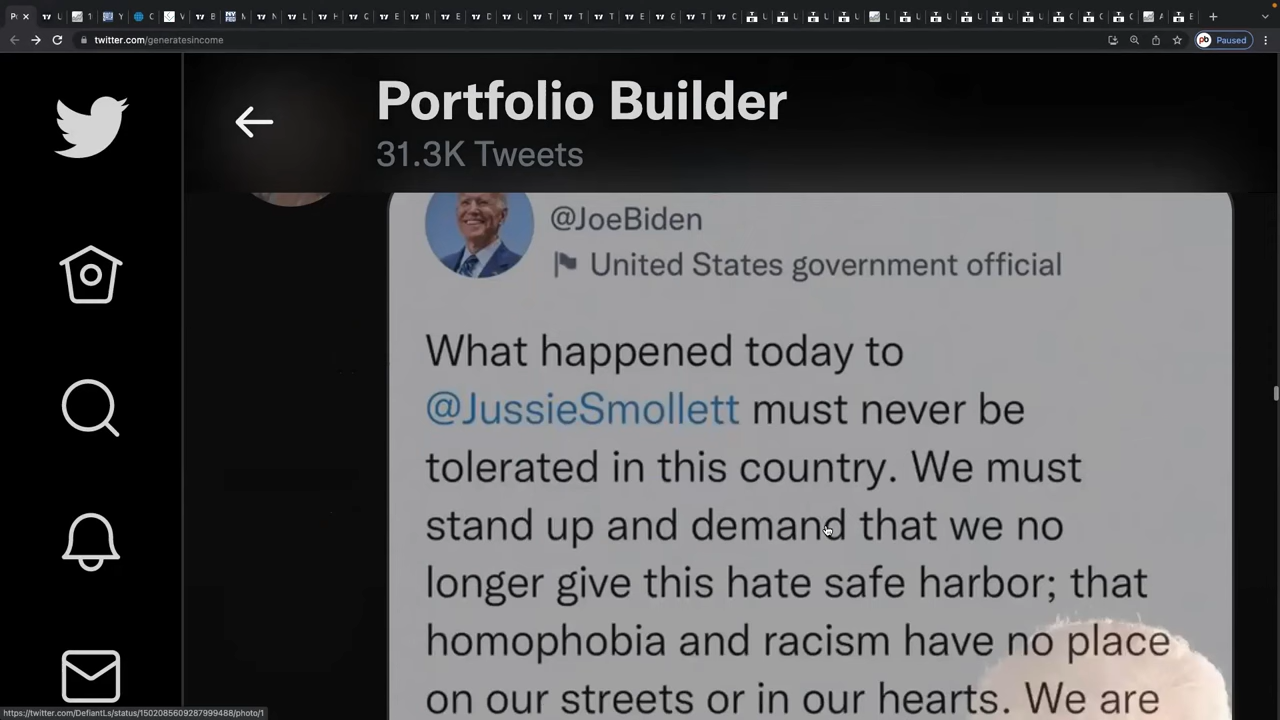 twitter.com/generatesincome
Paused
Portfolio Builder
31.3K Tweets
@JoeBiden
United States government official
What happened today to
@JussieSmollett must never be
tolerated in this country. We must
stand up and demand that we no
longer give this hate safe harbor; that
homophobia and racism have no place
on our streets or in our hearts. We are
https://twitter.com/DefiantLs/status/1502085609287999488/photo/1